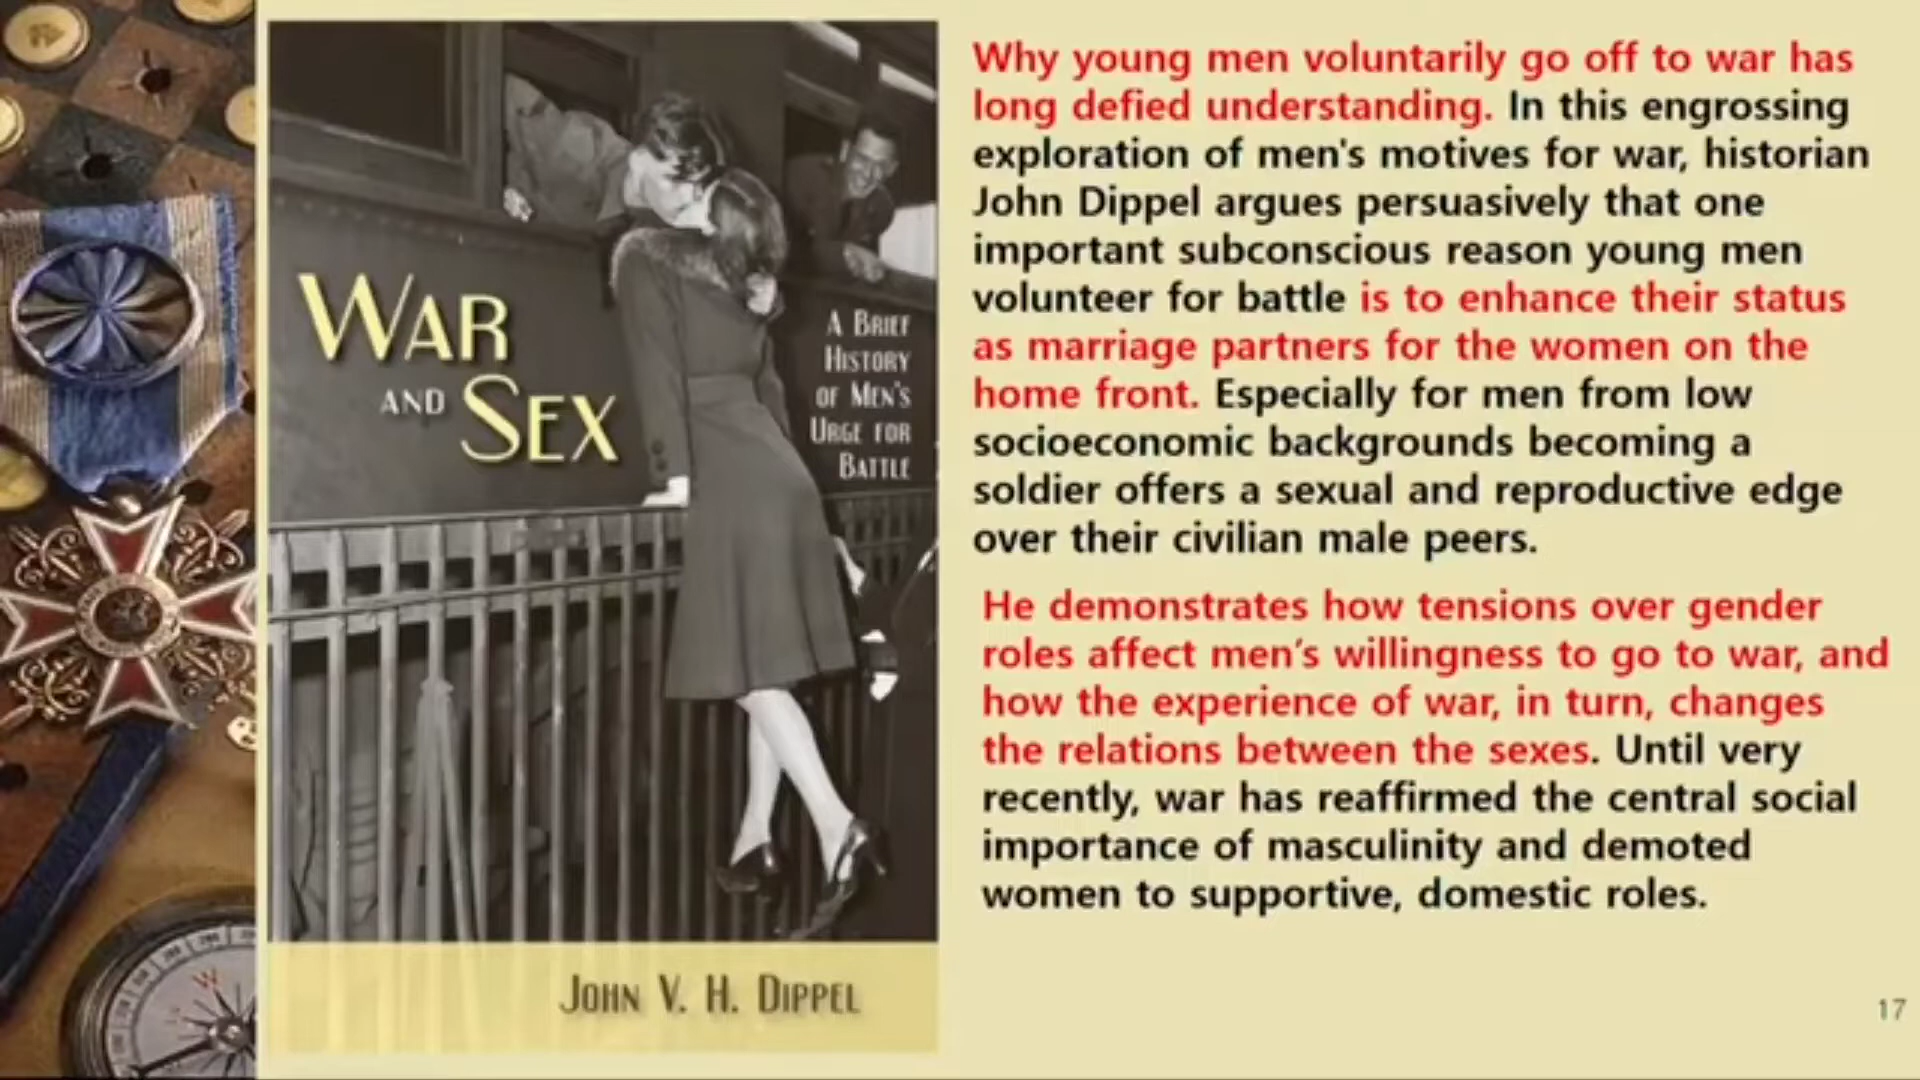 WAR
AND SEX
A BRIEF
HISTORY
OF MEN'S
URGE FOR
BATTLE
JOHN V. H. DIPPEL
Why young men voluntarily go off to war has
long defied understanding. In this engrossing
exploration of men's motives for war, historian
John Dippel argues persuasively that one
important subconscious reason young men
volunteer for battle is to enhance their status
as marriage partners for the women on the
home front. Especially for men from low
socioeconomic backgrounds becoming a
soldier offers a sexual and reproductive edge
over their civilian male peers.
He demonstrates how tensions over gender
roles affect men’s willingness to go to war, and
how the experience of war, in turn, changes
the relations between the sexes. Until very
recently, war has reaffirmed the central social
importance of masculinity and demoted
women to supportive, domestic roles.
17
W